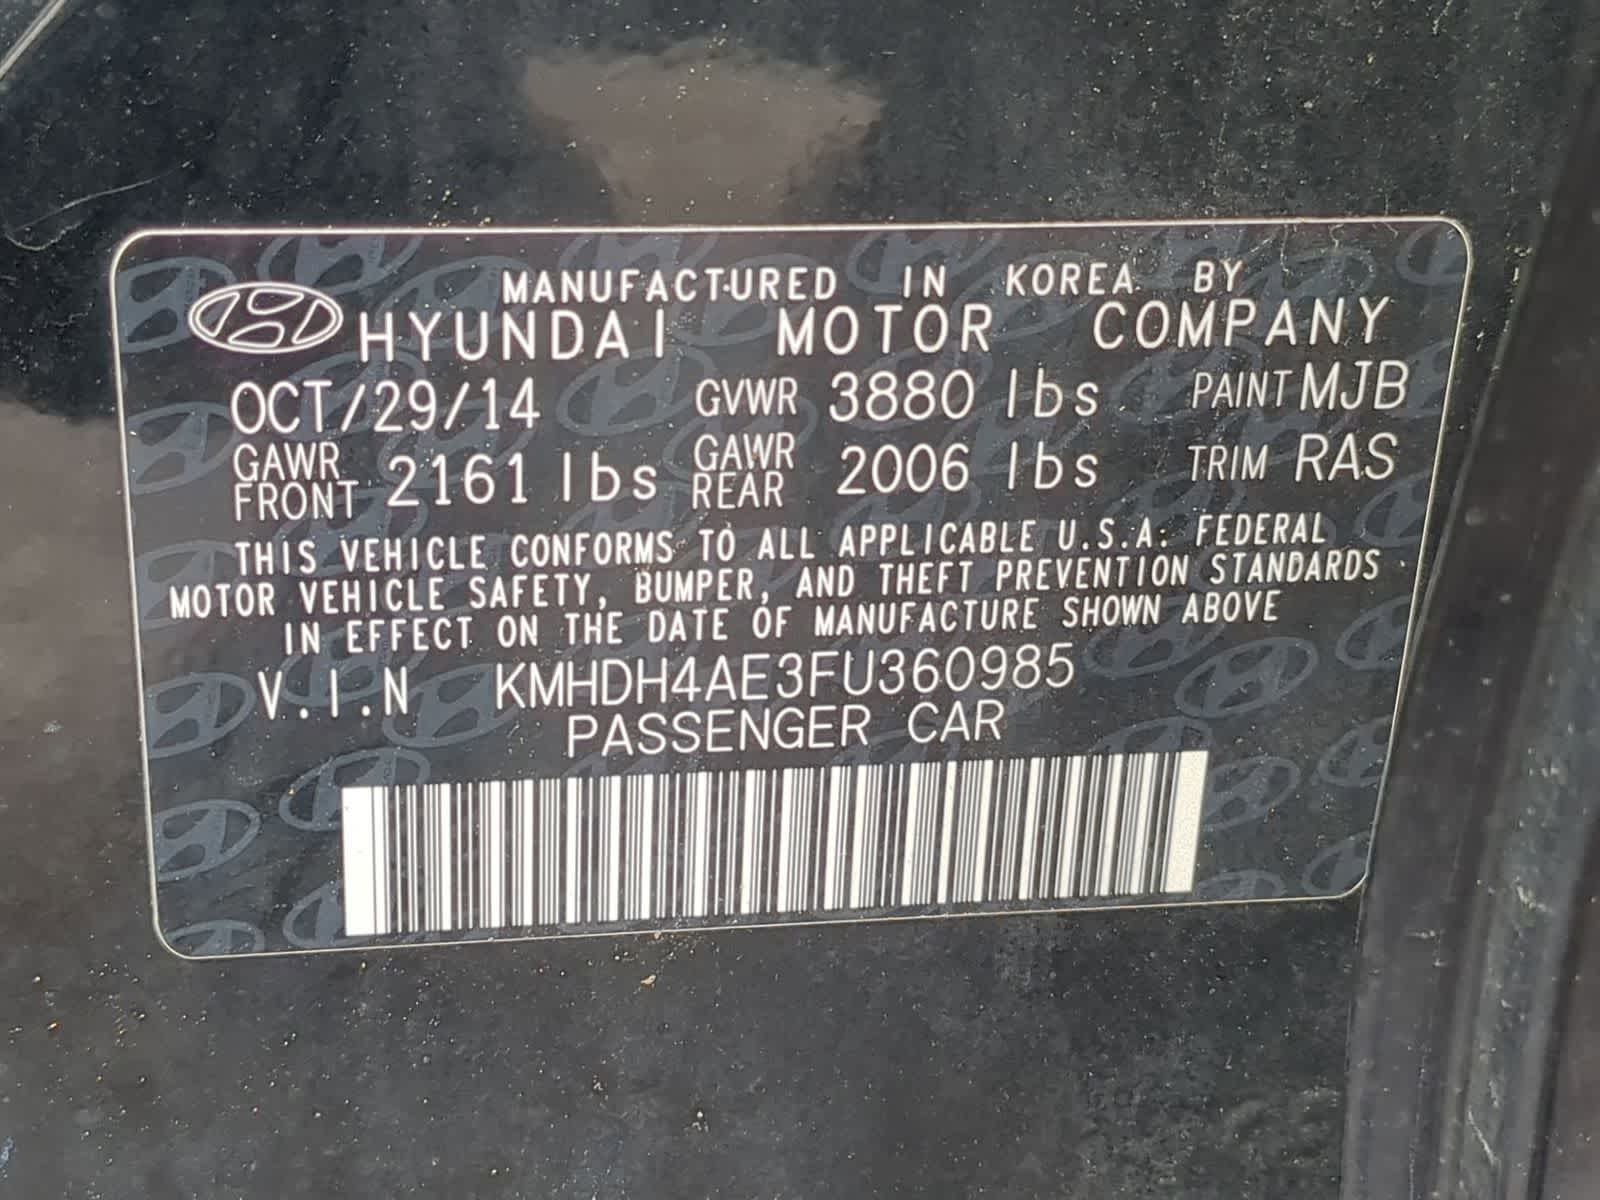 MANUFACTURED IN KOREA BY
HYUNDAI MOTOR COMPANY
OCT/29/14 GVWR 3880 lbs PAINT MJB
GAWR FRONT 2161 lbs GAWR REAR 2006 lbs TRIM RAS
THIS VEHICLE CONFORMS TO ALL APPLICABLE U.S.A. FEDERAL
MOTOR VEHICLE SAFETY, BUMPER, AND THEFT PREVENTION STANDARDS
IN EFFECT ON THE DATE OF MANUFACTURE SHOWN ABOVE
V.I.N KMHDH4AE3FU360985
PASSENGER CAR